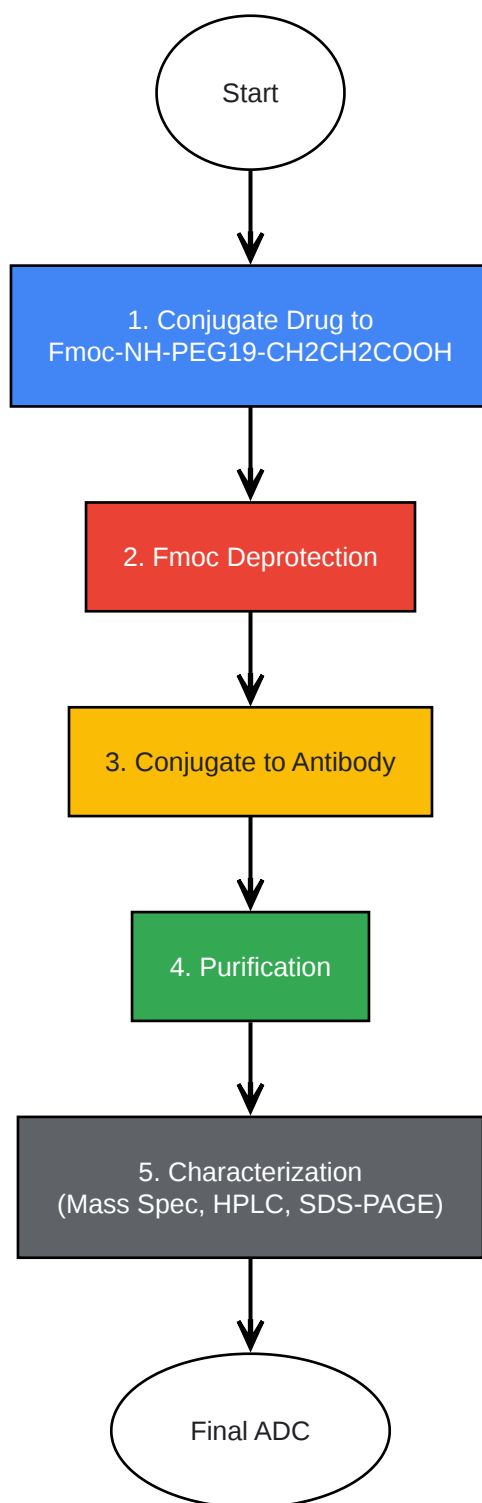 Start
1. Conjugate Drug to
Fmoc-NH-PEG19-CH2CH2COOH
2. Fmoc Deprotection
3. Conjugate to Antibody
4. Purification
5. Characterization
(Mass Spec, HPLC, SDS-PAGE)
Final ADC